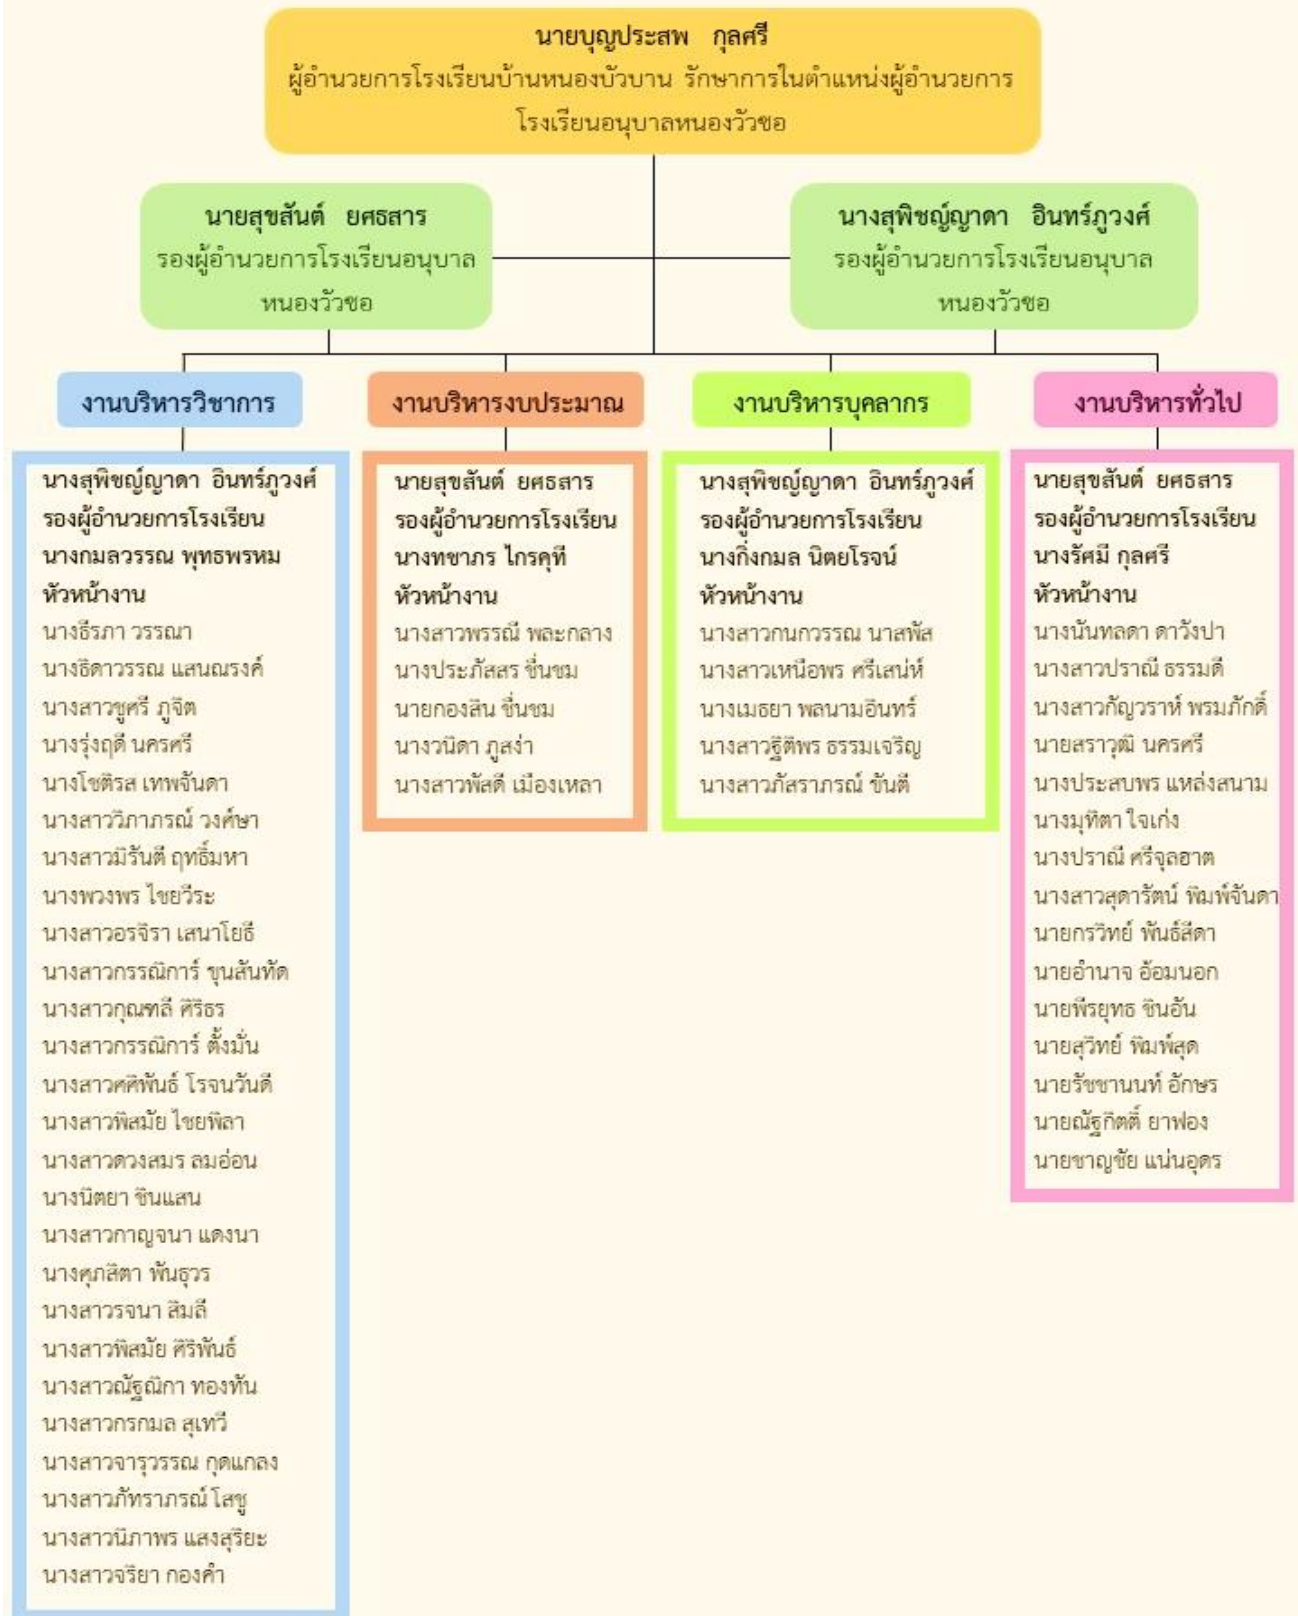 นายบุญประสพ กุลศรี
ผู้อำนวยการโรงเรียนบ้านหนองบัวบาน รักษาการในตำแหน่งผู้อำนวยการ
โรงเรียนอนุบาลหนองวัวซอ
นายสุขสันต์ ยศธสาร
รองผู้อำนวยการโรงเรียนอนุบาล
หนองวัวซอ
นางสุพิชญ์ญาดา อินทร์ภูวงศ์
รองผู้อำนวยการโรงเรียนอนุบาล
หนองวัวซอ
งานบริหารวิชาการ
นางสุพิชญ์ญาดา อินทร์ภูวงศ์
รองผู้อำนวยการโรงเรียน
นางกมลวรรณ พุทธพรหม
หัวหน้างาน
นางธีรภา วรรณา
นางธิดาวรรณ แสนณรงค์
นางสาวชูศรี ภูจิต
นางรุ่งฤดี นครศรี
นางโชติรส เทพจันดา
นางสาววิภาภรณ์ วงศ์ษา
นางสาวมิรันตี ฤทธิ์มหา
นางพวงพร ไชยวีระ
นางสาวอรจิรา เสนาโยธี
นางสาวกรรณิการ์ ขุนสันทัด
นางสาวกุณฑลี ศิริธร
นางสาวกรรณิการ์ ตั้งมั่น
นางสาวศศิพันธ์ โรจนวันดี
นางสาวพิสมัย ไชยพิลา
นางสาวดวงสมร ลมอ่อน
นางนิตยา ชินแสน
นางสาวกาญจนา แดงนา
นางศุภสิตา พันธุวร
นางสาวรจนา สิมลี
นางสาวพิสมัย ศิริพันธ์
นางสาวณัฐณิกา ทองทัน
นางสาวกรกมล สุเทวี
นางสาวจารุวรรณ กุดแกลง
นางสาวภัทราภรณ์ โสชู
นางสาวนิภาพร แสงสุริยะ
นางสาวจริยา กองคำ
งานบริหารงบประมาณ
นายสุขสันต์ ยศธสาร
รองผู้อำนวยการโรงเรียน
นางทชาภร ไกรคุที
หัวหน้างาน
นางสาวพรรณี พละกลาง
นางประภัสสร ชื่นชม
นายกองสิน ชื่นชม
นางวนิดา ภูสง่า
นางสาวพัสดี เมืองเหลา
งานบริหารบุคลากร
นางสุพิชญ์ญาดา อินทร์ภูวงศ์
รองผู้อำนวยการโรงเรียน
นางกิ่งกมล นิตยโรจน์
หัวหน้างาน
นางสาวกนกวรรณ นาสพัส
นางสาวเหนือพร ศรีเสน่ห์
นางเมธยา พลนามอินทร์
นางสาวฐิติพร ธรรมเจริญ
นางสาวภัสราภรณ์ ขันตี
งานบริหารทั่วไป
นายสุขสันต์ ยศธสาร
รองผู้อำนวยการโรงเรียน
นางรัศมี กุลศรี
หัวหน้างาน
นางนันทลดา ดาวังปา
นางสาวปราณี ธรรมดี
นางสาวกัญวราห์ พรมภักดิ์
นายสราวุฒิ นครศรี
นางประสบพร แหล่งสนาม
นางมุทิตา ใจเก่ง
นางปราณี ศรีจุลฮาต
นางสาวสุดารัตน์ พิมพ์จันดา
นายกรวิทย์ พันธ์สีดา
นายอำนาจ อ้อมนอก
นายพีรยุทธ ชินอัน
นายสุวิทย์ พิมพ์สุด
นายรัชชานนท์ อักษร
นายณัฐกิตติ์ ยาฟอง
นายชาญชัย แน่นอุดร